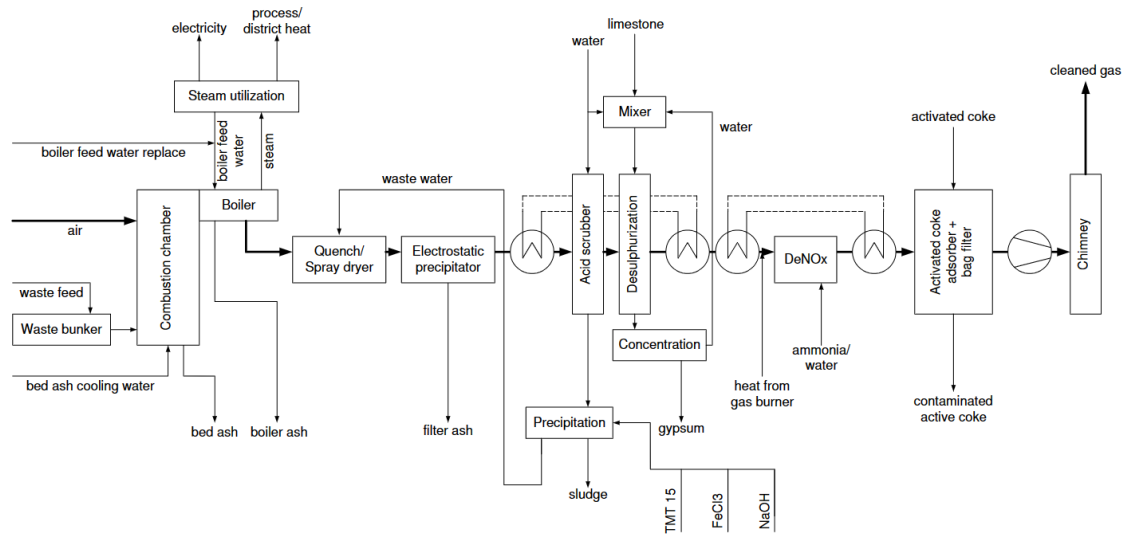 process/
district heat
electricity
limestone
water
cleaned gas
Steam utilization
Mixer
activated coke
water
boiler feed
water
steam
boiler feed water replace
waste water
Boiler
air
Combustion chamber
Quench/
Spray dryer
Electrostatic
precipitator
Acid scrubber
Desulphurization
DeNOx
Activated coke
adsorber +
bag filter
Chimney
waste feed
Waste bunker
Concentration
ammonia/
water
bed ash cooling water
heat from
gas burner
contaminated
active coke
bed ash
boiler ash
filter ash
Precipitation
gypsum
sludge
TMT 15
FeCl3
NaOH